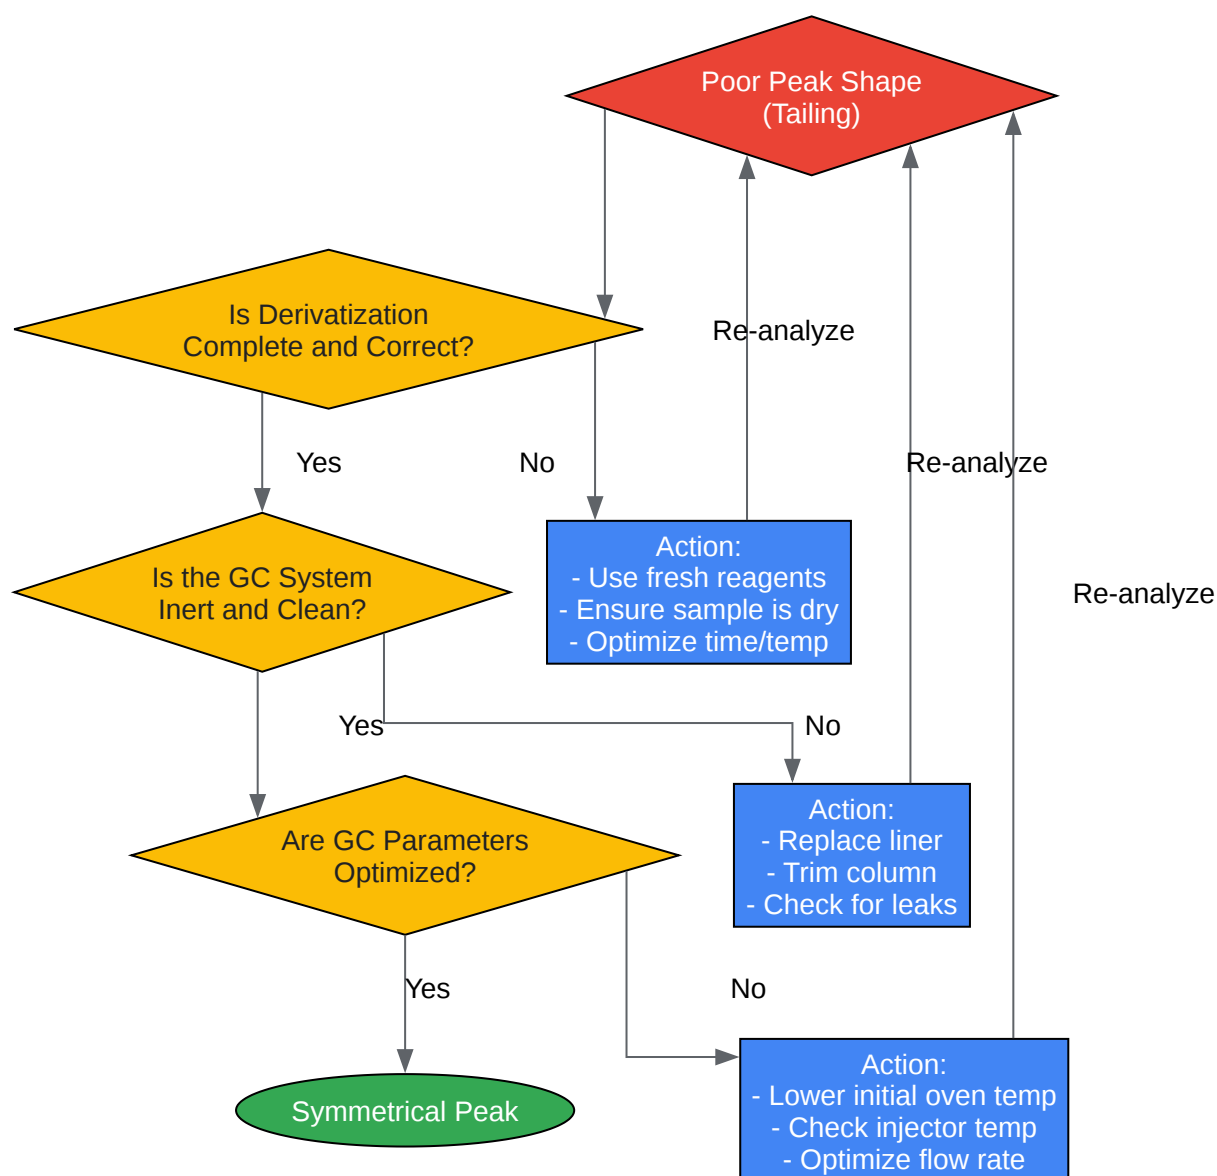 Poor Peak Shape
(Tailing)
Is Derivatization
Complete and Correct?
Re-analyze
Yes
No
Re-analyze
Is the GC System
Inert and Clean?
Action:
- Use fresh reagents
- Ensure sample is dry
- Optimize time/temp
Re-analyze
Yes
No
Are GC Parameters
Optimized?
Action:
- Replace liner
- Trim column
- Check for leaks
Yes
No
Symmetrical Peak
Action:
- Lower initial oven temp
- Check injector temp
- Optimize flow rate